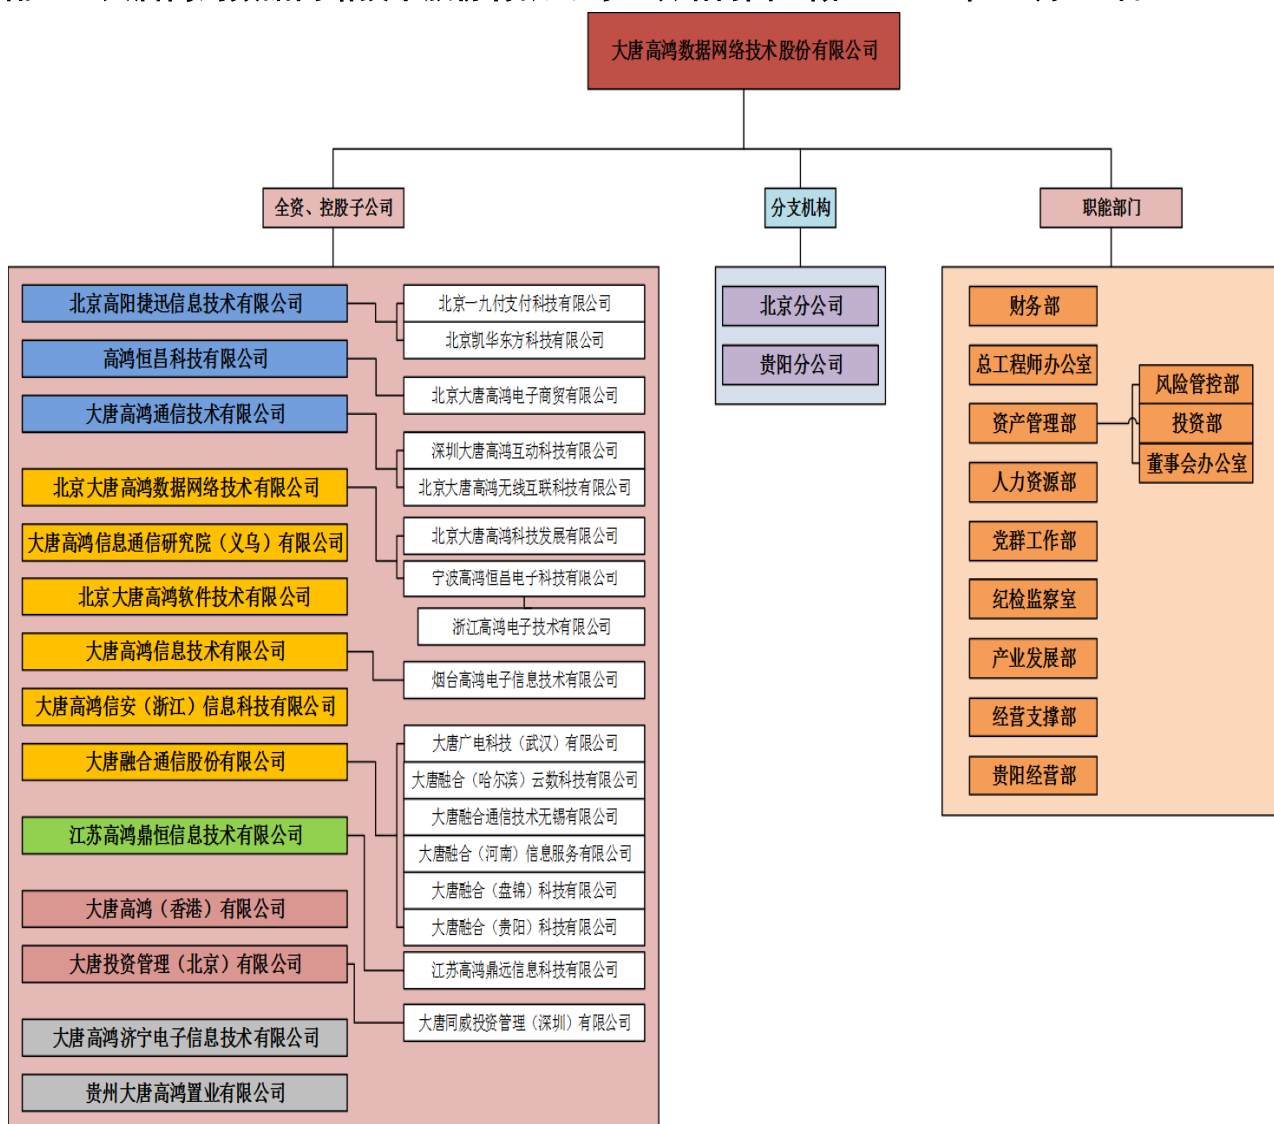 大唐高鸿数据网络技术股份有限公司
全资、控股子公司
分支机构
职能部门
北京高阳捷迅信息技术有限公司
高鸿恒昌科技有限公司
大唐高鸿通信技术有限公司
北京大唐高鸿数据网络技术有限公司
大唐高鸿信息通信研究院（义乌）有限公司
北京大唐高鸿软件技术有限公司
大唐高鸿信息技术有限公司
大唐高鸿信安（浙江）信息科技有限公司
大唐融合通信股份有限公司
江苏高鸿鼎恒信息技术有限公司
大唐高鸿（香港）有限公司
大唐投资管理（北京）有限公司
大唐高鸿济宁电子信息技术有限公司
贵州大唐高鸿置业有限公司
北京一九付支付科技有限公司
北京凯华东方科技有限公司
北京大唐高鸿电子商贸有限公司
深圳大唐高鸿互动科技有限公司
北京大唐高鸿无线互联科技有限公司
北京大唐高鸿科技发展有限公司
宁波高鸿恒昌电子科技有限公司
浙江高鸿电子技术有限公司
烟台高鸿电子信息技术有限公司
大唐广电科技（武汉）有限公司
大唐融合（哈尔滨）云数科技有限公司
大唐融合通信技术无锡有限公司
大唐融合（河南）信息服务有限公司
大唐融合（盘锦）科技有限公司
大唐融合（贵阳）科技有限公司
江苏高鸿鼎远信息科技有限公司
大唐同威投资管理（深圳）有限公司
北京分公司
贵阳分公司
财务部
总工程师办公室
资产管理部
人力资源部
党群工作部
纪检监察室
产业发展部
经营支撑部
贵阳经营部
风险管控部
投资部
董事会办公室